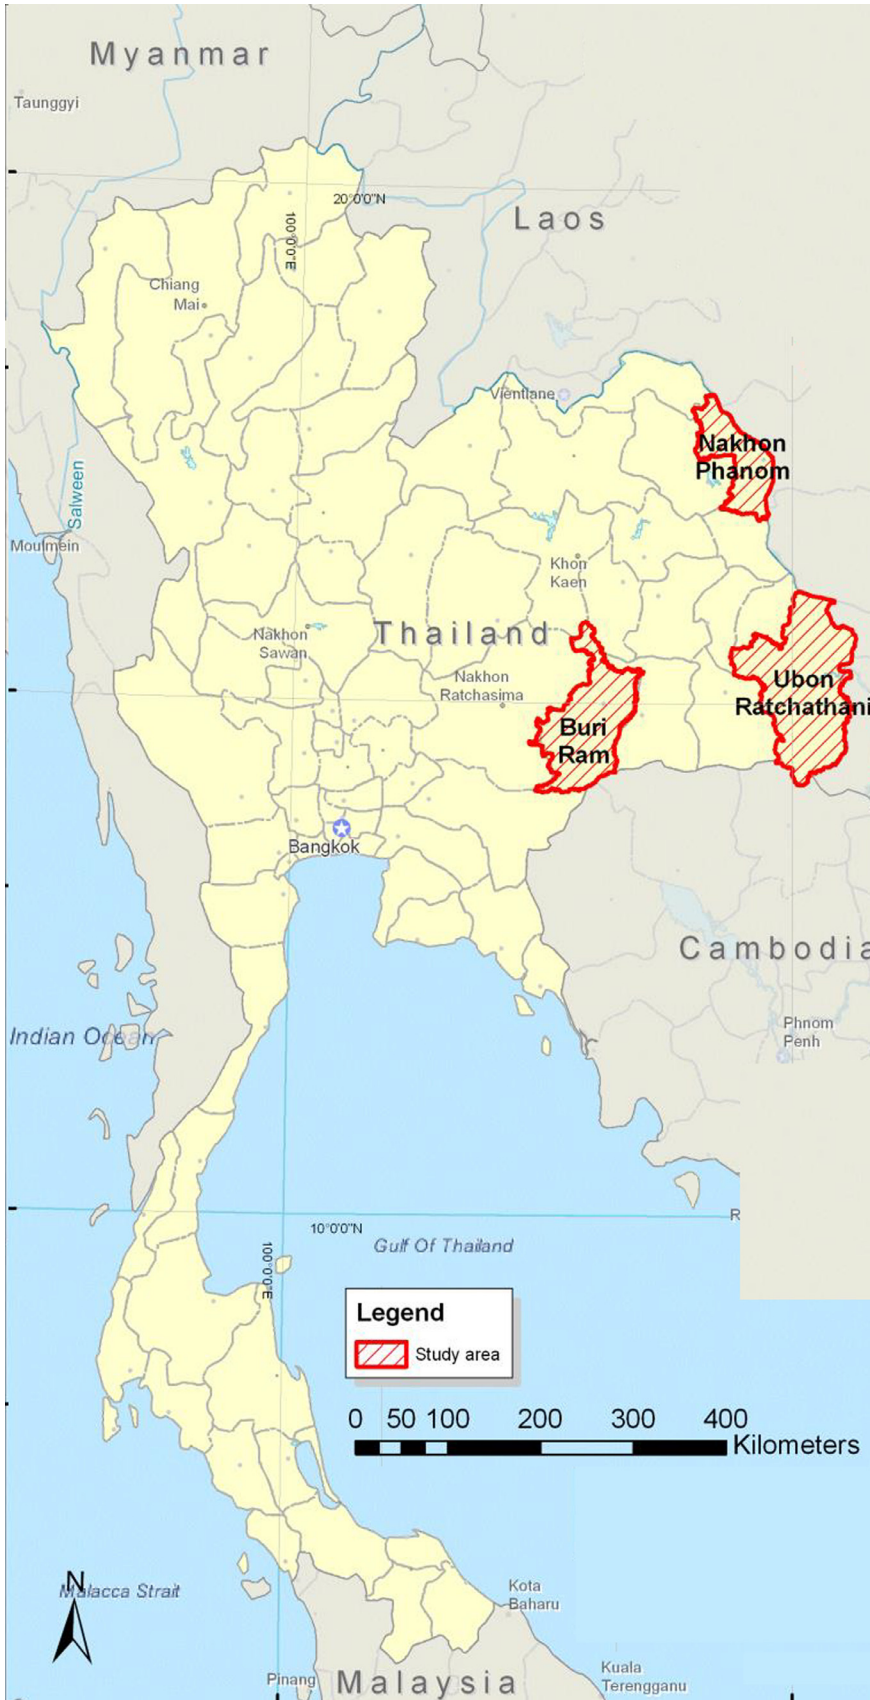 Myanmar
Taunggyi
20°0'0"N
Laos
100°0'0"E
Chiang
Mai
Vientiane
Nakhon
Phanom
Salween
Moulmein
Khon
Kaen
Thailand
Nakhon
Sawan
Nakhon
Ratchasima
Ubon
Ratchathani
Buri
Ram
Bangkok
Cambodia
Indian Ocean
Phnom
Penh
R
10°0'0"N
Gulf Of Thailand
100°0'0"E
Legend
Study area
0 50 100 200 300 400
Kilometers
N
Malacca Strait
Kota
Baharu
Pinang
Malaysia
Kuala
Terengganu